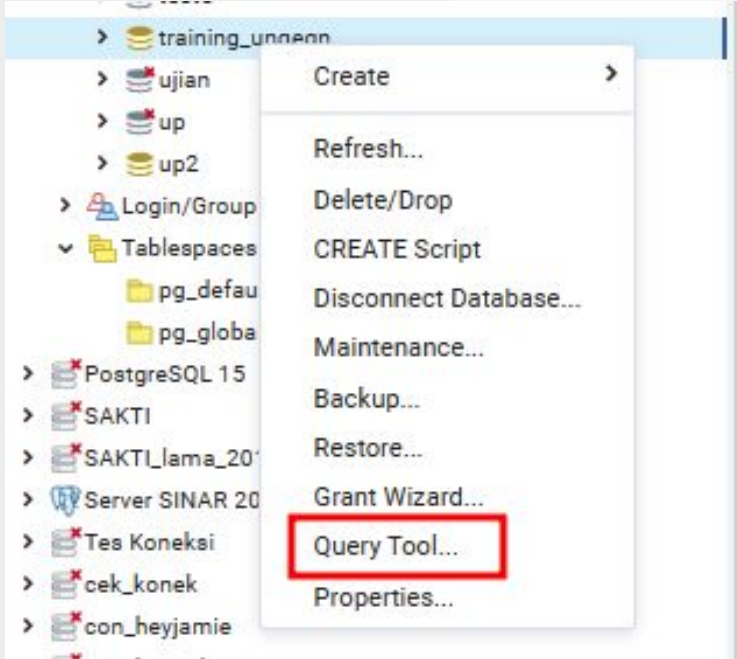 training_ungegn
ujian
up
up2
Login/Group
Tablespaces
pg_defau
pg_globa
PostgreSQL 15
SAKTI
SAKTI_lama_201
Server SINAR 20
Tes Koneksi
cek_konek
con_heyjamie
Create
Refresh...
Delete/Drop
CREATE Script
Disconnect Database...
Maintenance...
Backup...
Restore...
Grant Wizard...
Query Tool...
Properties...